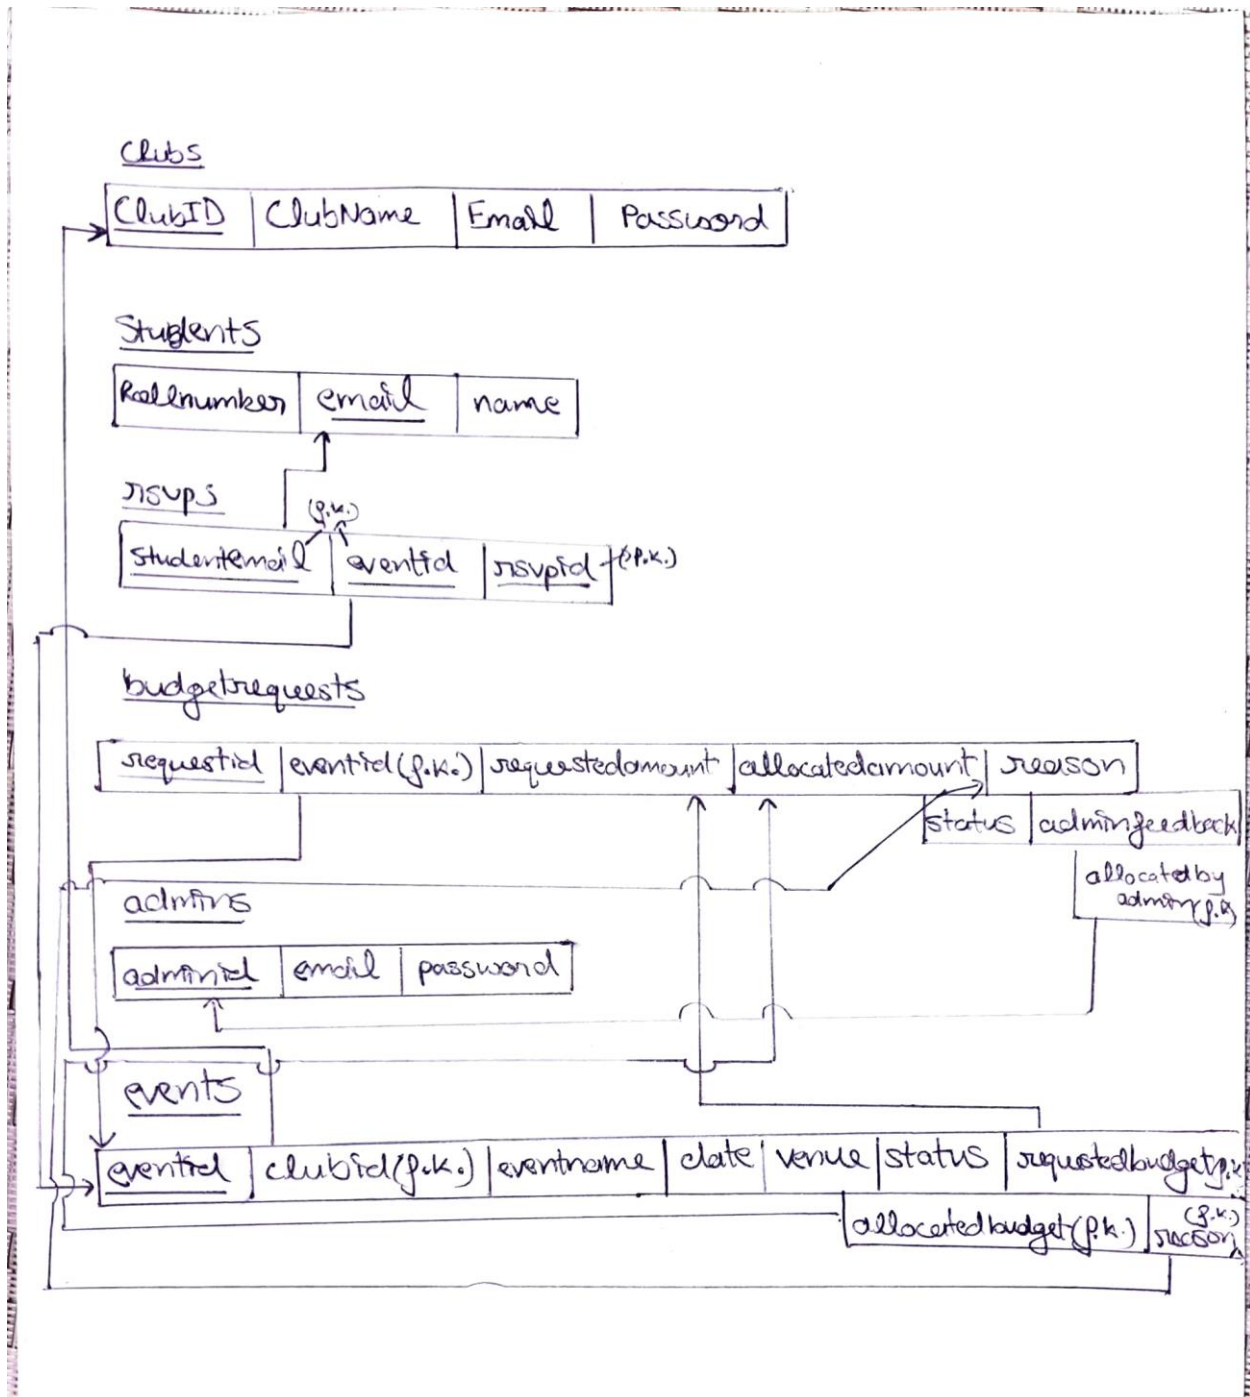 Clubs
ClubID ClubName Email Password
Students
Rollnumber email name
rsvps
(f.k.)
studentemail eventid rsvpid (p.k.)
budgetrequests
requestid eventid(f.k.) requestedamount allocatedamount reason
status adminfeedback
allocatedby
admin(f.k)
admins
adminid email password
events
eventid clubid(f.k.) eventname date venue status requestedbudget(f.k
allocatedbudget(f.k.) (f.k.)
reason